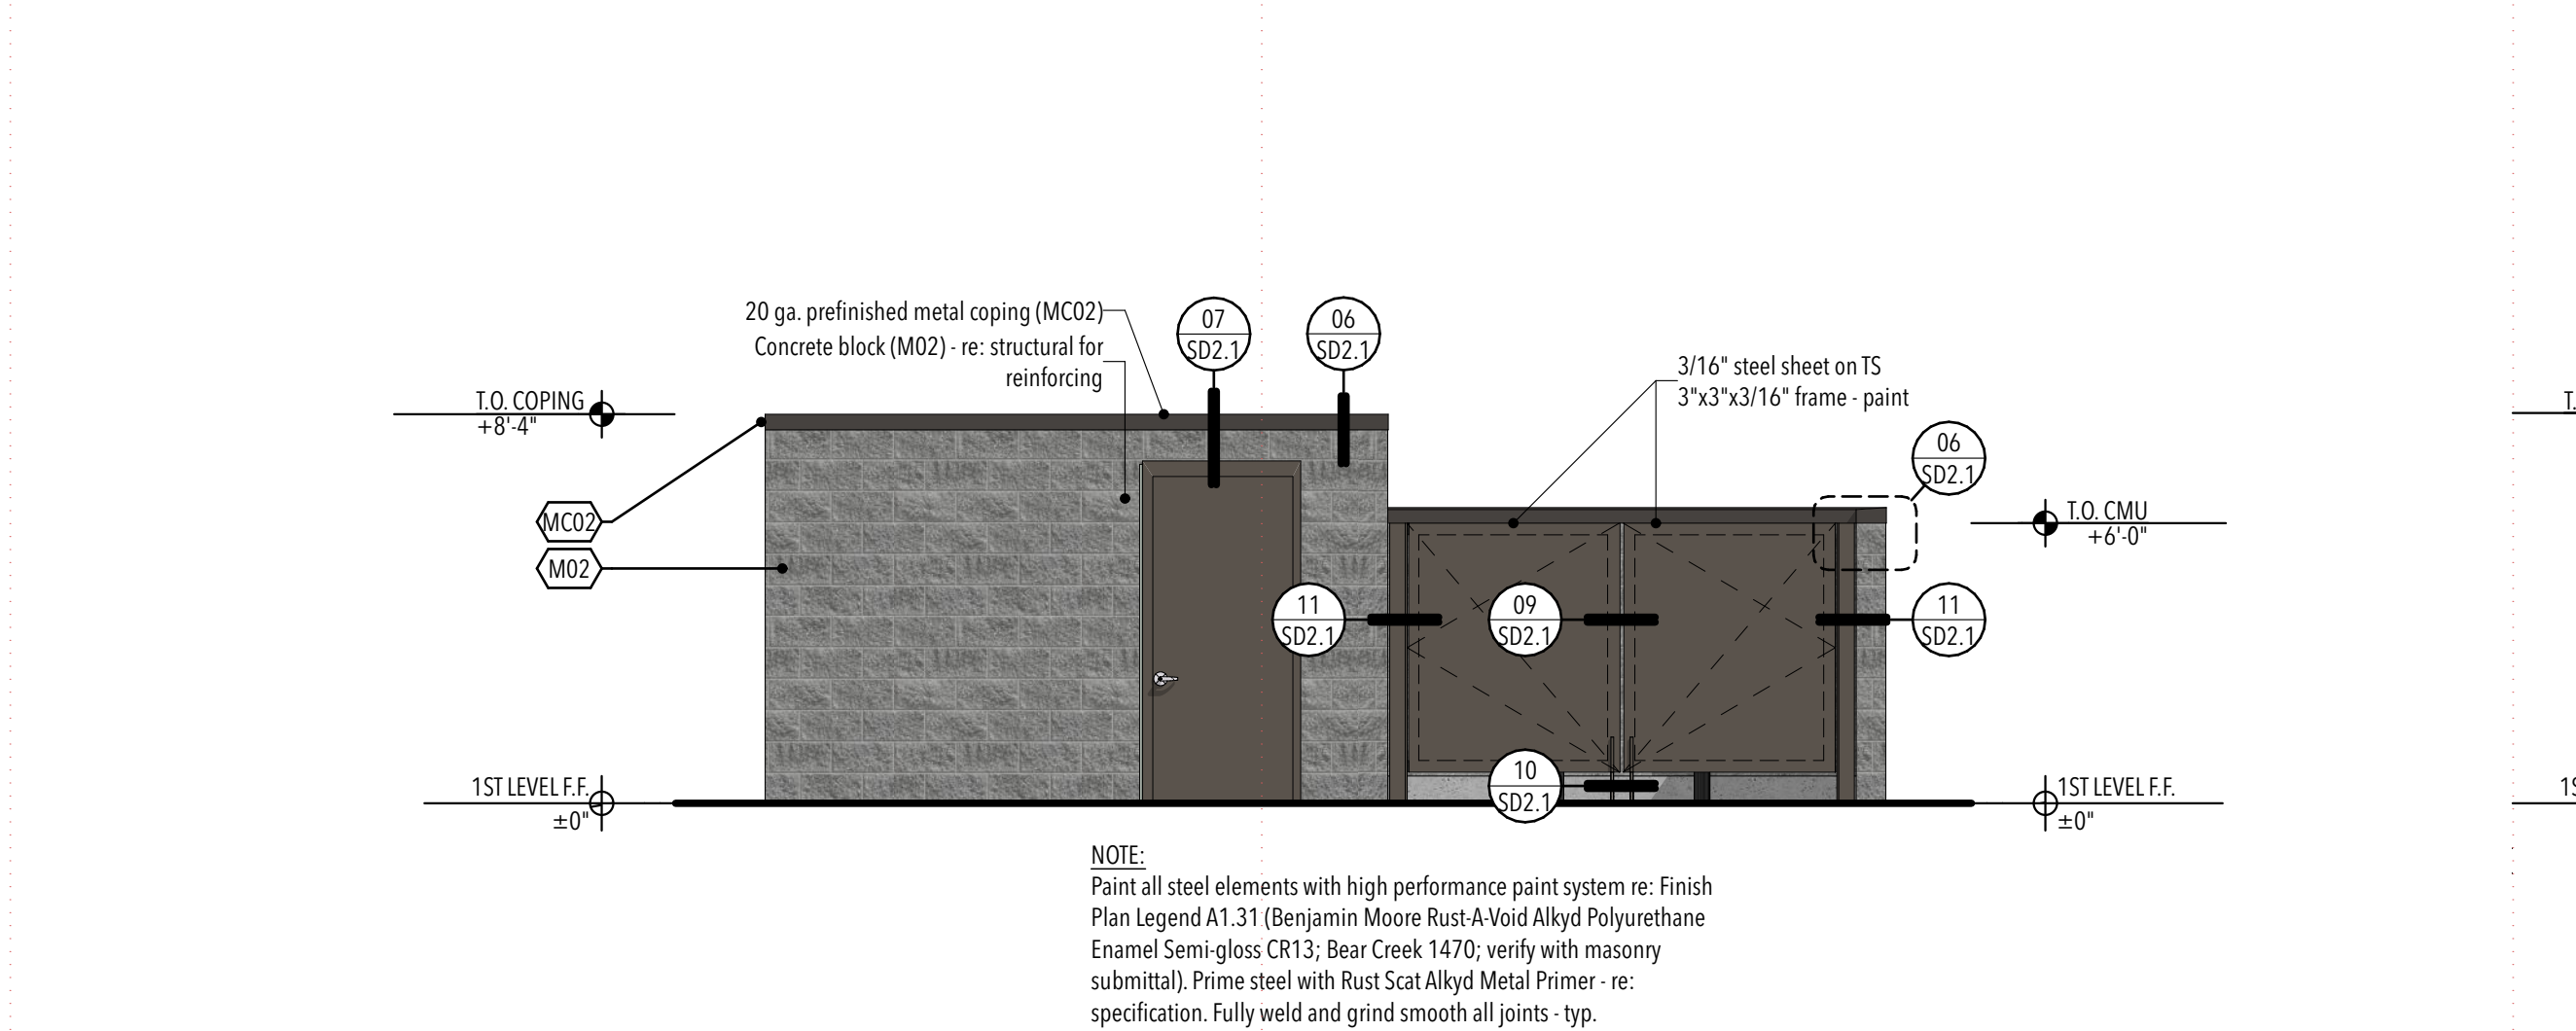 20 ga. prefinished metal coping (MC02)
Concrete block (M02) - re: structural for
reinforcing
07
SD2.1
06
SD2.1
3/16" steel sheet on TS
3"x3"x3/16" frame - paint
T.O. COPING
+8'-4"
06
SD2.1
MC02
T.O. CMU
+6'-0"
M02
11
SD2.1
09
SD2.1
11
SD2.1
10
SD2.1
1ST LEVEL F.F.
±0"
1ST LEVEL F.F.
±0"
T.
1S
NOTE:
Paint all steel elements with high performance paint system re: Finish
Plan Legend A1.31 (Benjamin Moore Rust-A-Void Alkyd Polyurethane
Enamel Semi-gloss CR13; Bear Creek 1470; verify with masonry
submittal). Prime steel with Rust Scat Alkyd Metal Primer - re:
specification. Fully weld and grind smooth all joints - typ.